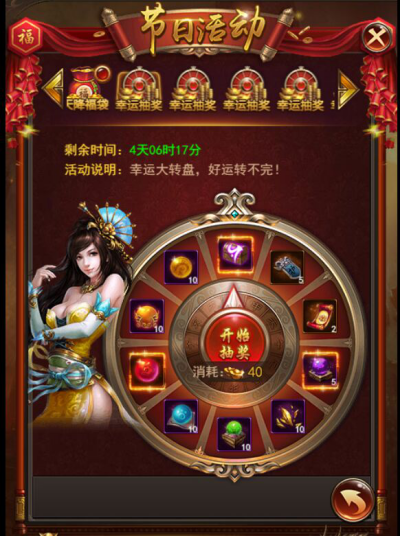 节日活动
福
天降福袋 幸运抽奖 幸运抽奖 幸运抽奖 幸运抽奖
剩余时间：4天06时17分
活动说明：幸运大转盘，好运转不完！
10 5
10 2
5
10 10
10
开始
抽奖
消耗： 40